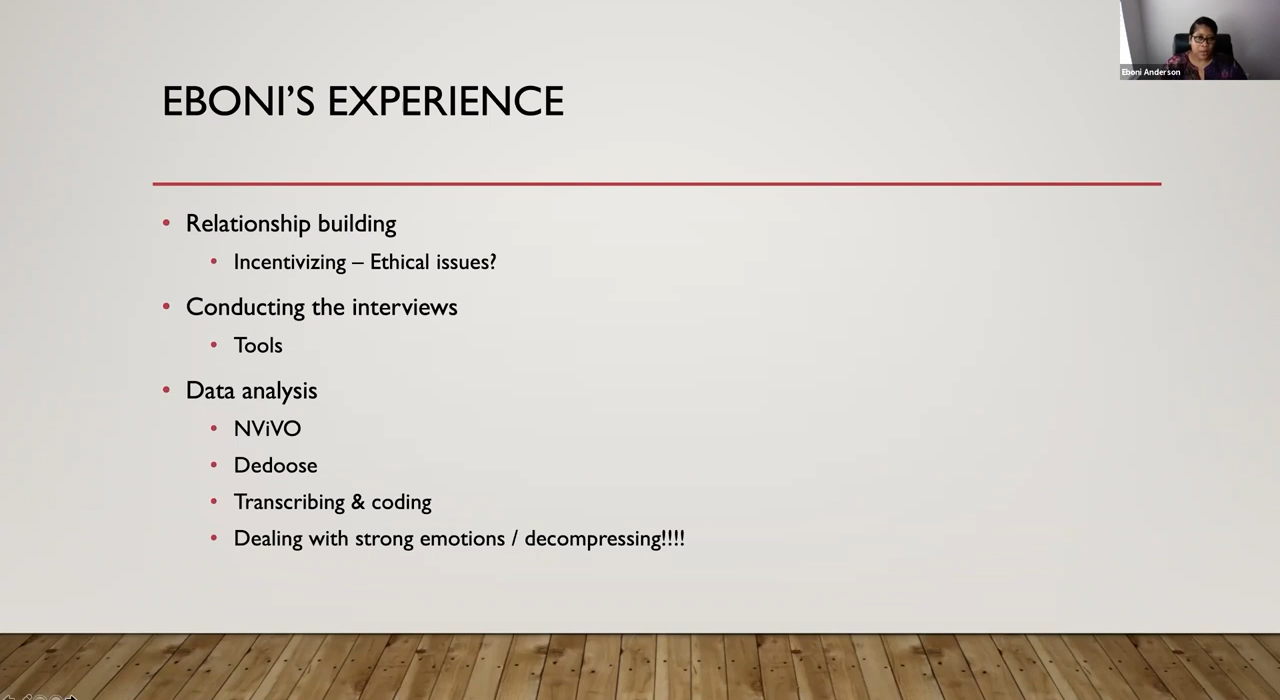 Eboni Anderson
EBONI'S EXPERIENCE
• Relationship building
• Incentivizing – Ethical issues?
• Conducting the interviews
• Tools
• Data analysis
• NViVO
• Dedoose
• Transcribing & coding
• Dealing with strong emotions / decompressing!!!!